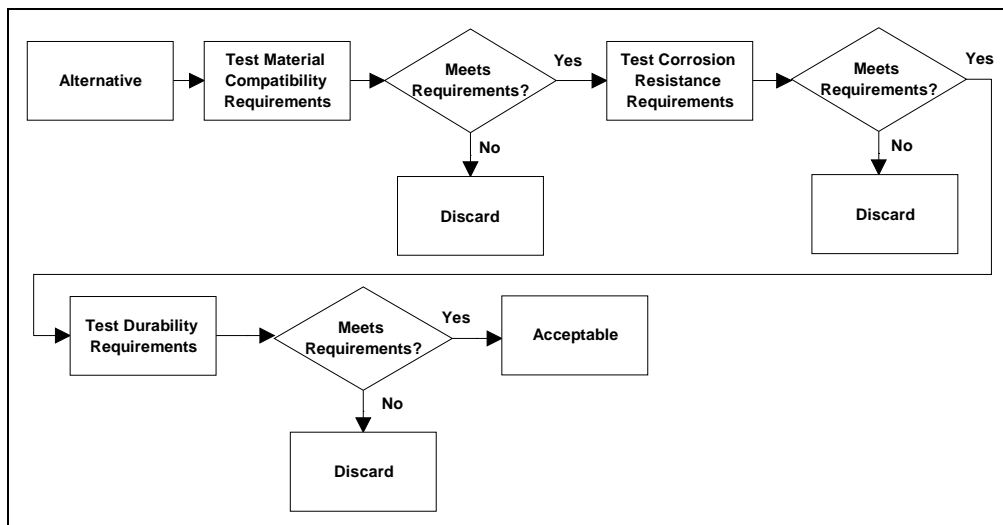 Alternative
Test Material
Compatibility
Requirements
Meets
Requirements?
Yes
No
Discard
Test Corrosion
Resistance
Requirements
Meets
Requirements?
Yes
No
Discard
Test Durability
Requirements
Meets
Requirements?
Yes
Acceptable
No
Discard